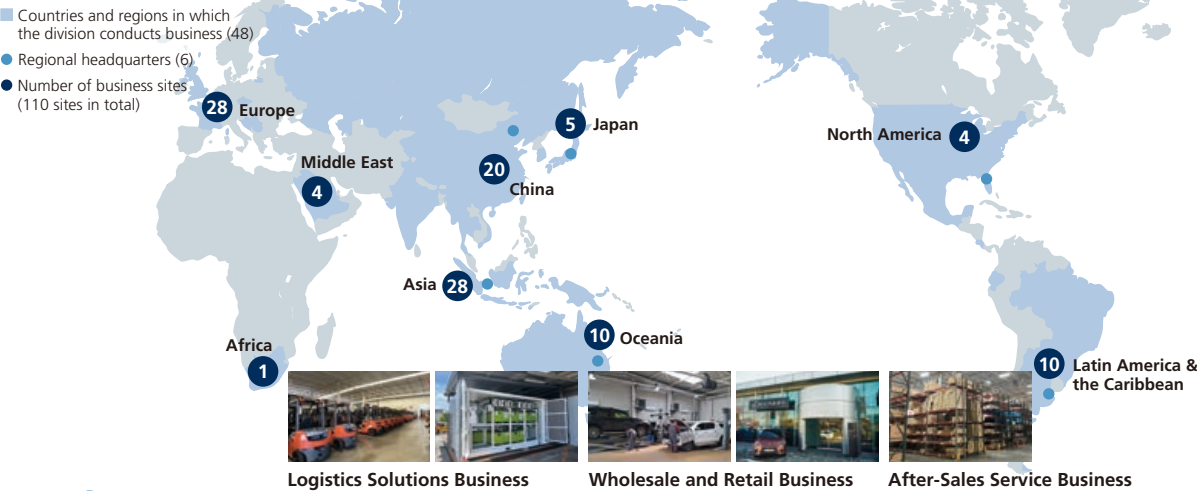 Countries and regions in which
the division conducts business (48)
Regional headquarters (6)
Number of business sites
(110 sites in total)
28 Europe
5 Japan
North America 4
Middle East
4
20
China
Asia 28
10 Oceania
Africa
1
10 Latin America &
the Caribbean
Logistics Solutions Business
Wholesale and Retail Business
After-Sales Service Business